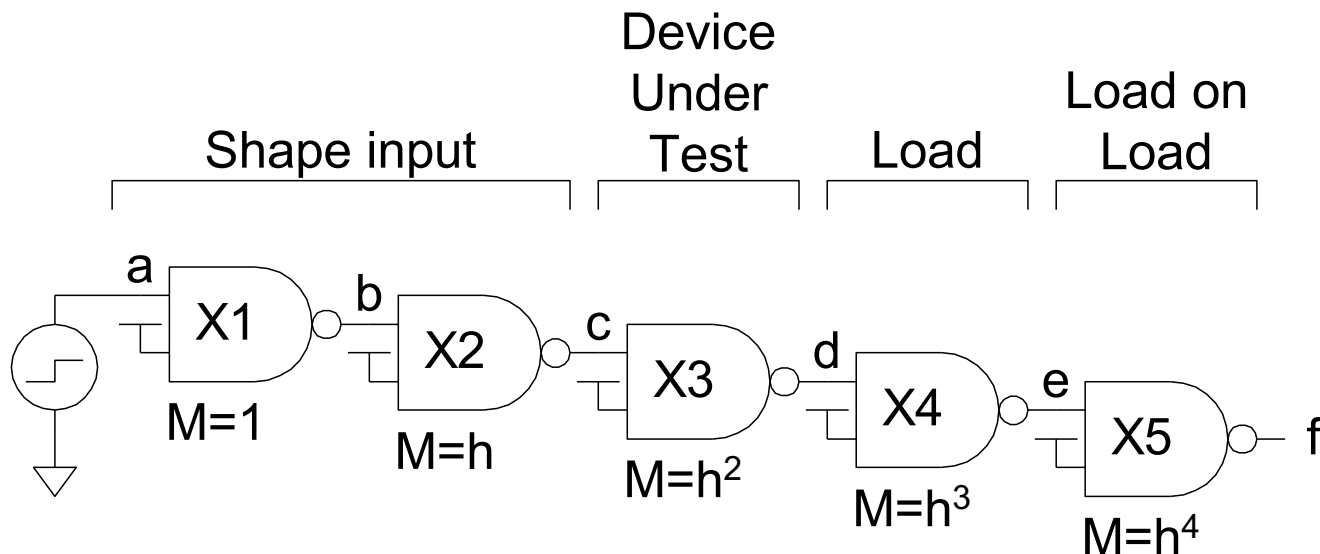 Device
Under
Test
Shape input
Load
Load on
Load
a
X1
M=1
b
X2
M=h
c
X3
M=h²
d
X4
M=h³
e
X5
M=h⁴
f